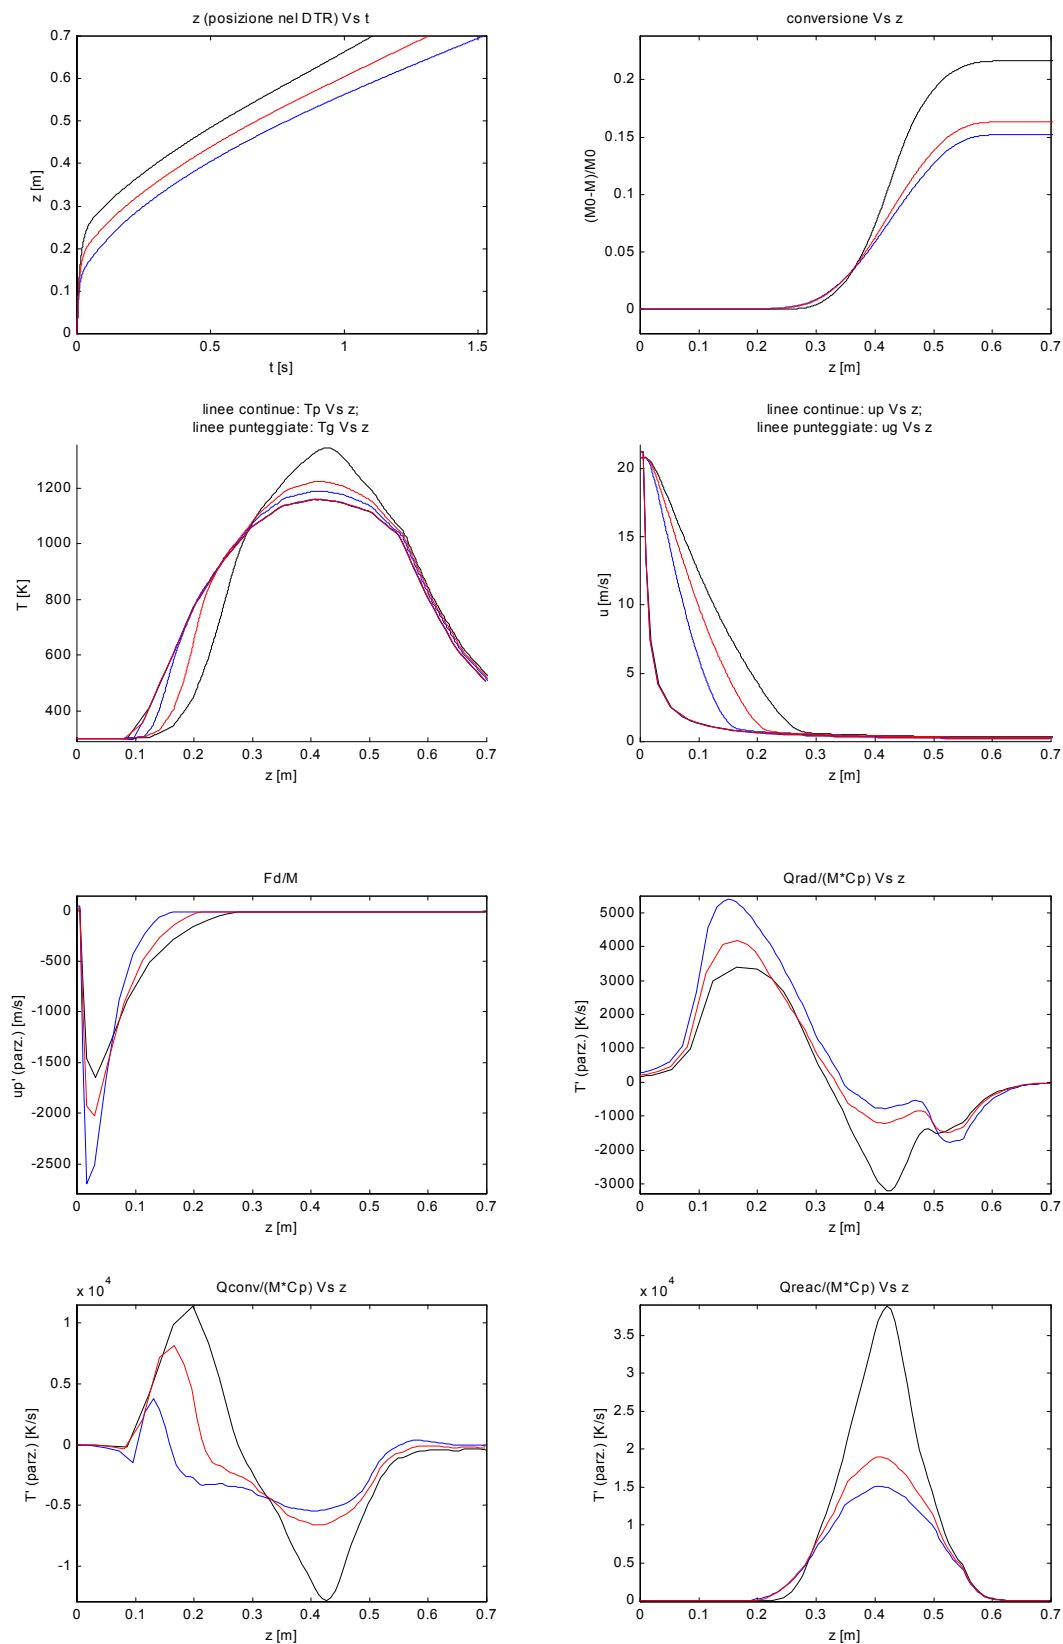 z (posizione nel DTR) Vs t
0.7
0.6
0.5
0.4
0.3
0.2
0.1
0
z [m]
0 0.5 1 1.5
t [s]
conversione Vs z
0.2
0.15
0.1
0.05
0
(M0-M)/M0
0 0.1 0.2 0.3 0.4 0.5 0.6 0.7
z [m]
linee continue: Tp Vs z;
linee punteggiate: Tg Vs z
1200
1000
800
600
400
T [K]
0 0.1 0.2 0.3 0.4 0.5 0.6 0.7
z [m]
linee continue: up Vs z;
linee punteggiate: ug Vs z
20
15
10
5
0
u [m/s]
0 0.1 0.2 0.3 0.4 0.5 0.6 0.7
z [m]
Fd/M
0
-500
-1000
-1500
-2000
-2500
up' (parz.) [m/s]
0 0.1 0.2 0.3 0.4 0.5 0.6 0.7
z [m]
Qrad/(M*Cp) Vs z
5000
4000
3000
2000
1000
0
-1000
-2000
-3000
T' (parz.) [K/s]
0 0.1 0.2 0.3 0.4 0.5 0.6 0.7
z [m]
x 10^4
Qconv/(M*Cp) Vs z
1
0.5
0
-0.5
-1
T' (parz.) [K/s]
0 0.1 0.2 0.3 0.4 0.5 0.6 0.7
z [m]
x 10^4
Qreac/(M*Cp) Vs z
3.5
3
2.5
2
1.5
1
0.5
0
T' (parz.) [K/s]
0 0.1 0.2 0.3 0.4 0.5 0.6 0.7
z [m]